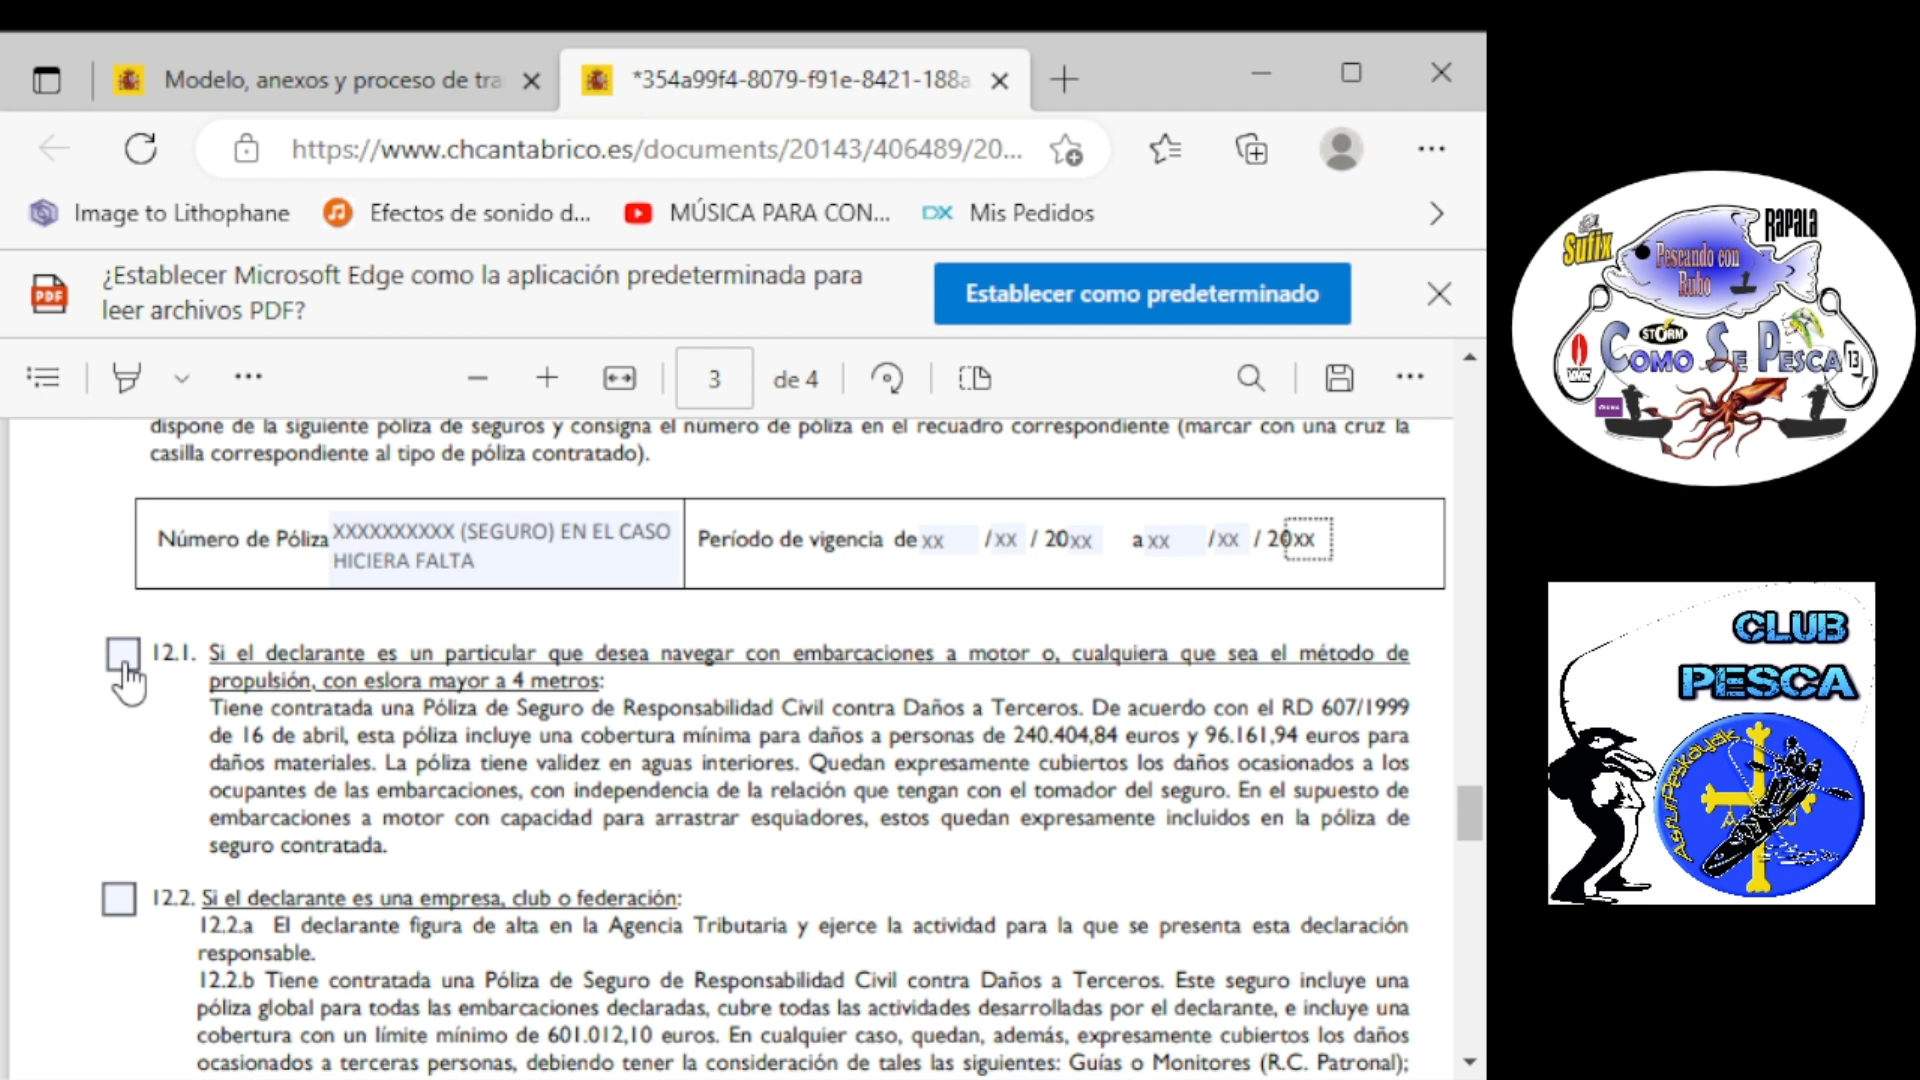 Modelo, anexos y proceso de tra
*354a99f4-8079-f91e-8421-188a
https://www.chcantabrico.es/documents/20143/406489/20...
Image to Lithophane
Efectos de sonido d...
MÚSICA PARA CON...
DX Mis Pedidos
PDF
¿Establecer Microsoft Edge como la aplicación predeterminada para
leer archivos PDF?
Establecer como predeterminado
3 de 4
dispone de la siguiente póliza de seguros y consigna el número de póliza en el recuadro correspondiente (marcar con una cruz la
casilla correspondiente al tipo de póliza contratado).
Número de Póliza XXXXXXXXXX (SEGURO) EN EL CASO
HICIERA FALTA
Período de vigencia de xx / xx / 20xx a xx / xx / 20xx
12.1. Si el declarante es un particular que desea navegar con embarcaciones a motor o, cualquiera que sea el método de
propulsión, con eslora mayor a 4 metros:
Tiene contratada una Póliza de Seguro de Responsabilidad Civil contra Daños a Terceros. De acuerdo con el RD 607/1999
de 16 de abril, esta póliza incluye una cobertura mínima para daños a personas de 240.404,84 euros y 96.161,94 euros para
daños materiales. La póliza tiene validez en aguas interiores. Quedan expresamente cubiertos los daños ocasionados a los
ocupantes de las embarcaciones, con independencia de la relación que tengan con el tomador del seguro. En el supuesto de
embarcaciones a motor con capacidad para arrastrar esquiadores, estos quedan expresamente incluidos en la póliza de
seguro contratada.
12.2. Si el declarante es una empresa, club o federación:
12.2.a El declarante figura de alta en la Agencia Tributaria y ejerce la actividad para la que se presenta esta declaración
responsable.
12.2.b Tiene contratada una Póliza de Seguro de Responsabilidad Civil contra Daños a Terceros. Este seguro incluye una
póliza global para todas las embarcaciones declaradas, cubre todas las actividades desarrolladas por el declarante, e incluye una
cobertura con un límite mínimo de 601.012,10 euros. En cualquier caso, quedan, además, expresamente cubiertos los daños
ocasionados a terceras personas, debiendo tener la consideración de tales las siguientes: Guías o Monitores (R.C. Patronal);
Sufix
RAPALA
Pescando con
Rubo
STORM
COMO SE PESCA
VMC
13
CLUB
PESCA
AsturPeskayak